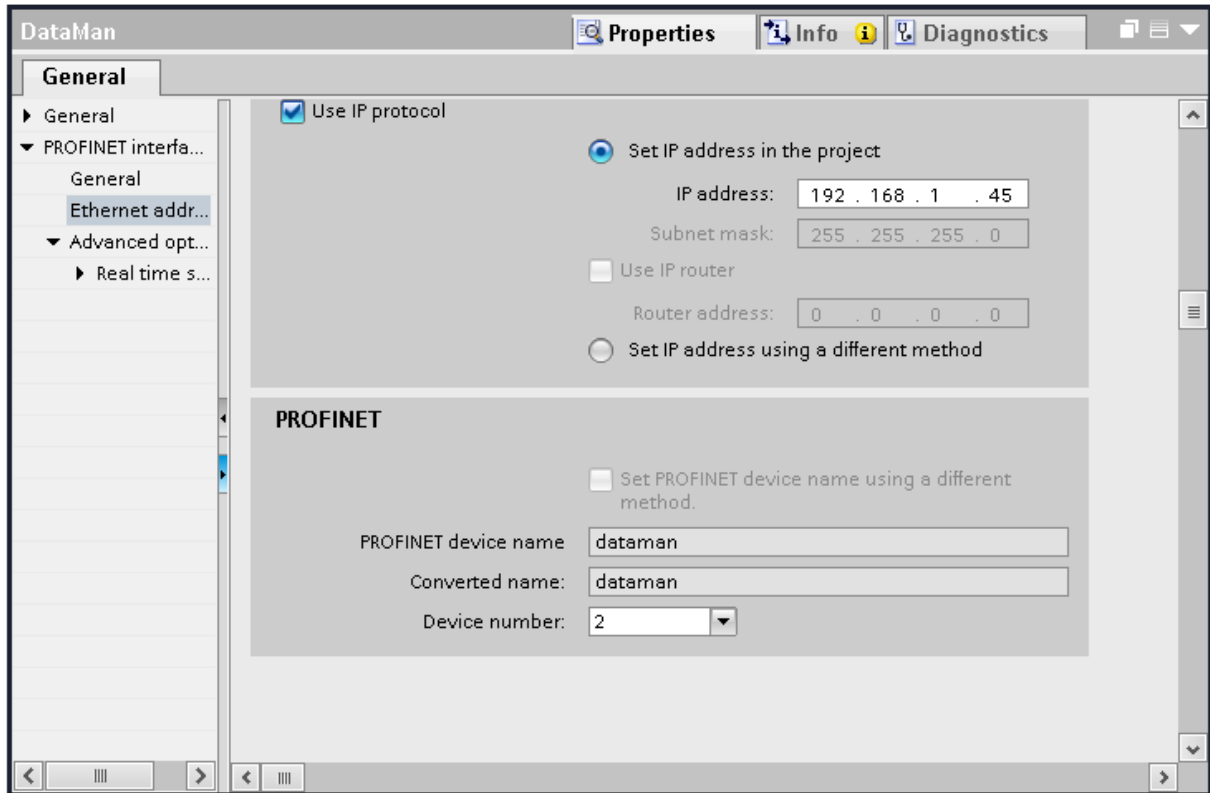 DataMan
Properties
Info
Diagnostics
General
General
PROFINET interfa...
General
Ethernet addr...
Advanced opt...
Real time s...
Use IP protocol
Set IP address in the project
IP address: 192 . 168 . 1 . 45
Subnet mask: 255 . 255 . 255 . 0
Use IP router
Router address: 0 . 0 . 0 . 0
Set IP address using a different method
PROFINET
Set PROFINET device name using a different
method.
PROFINET device name dataman
Converted name: dataman
Device number: 2